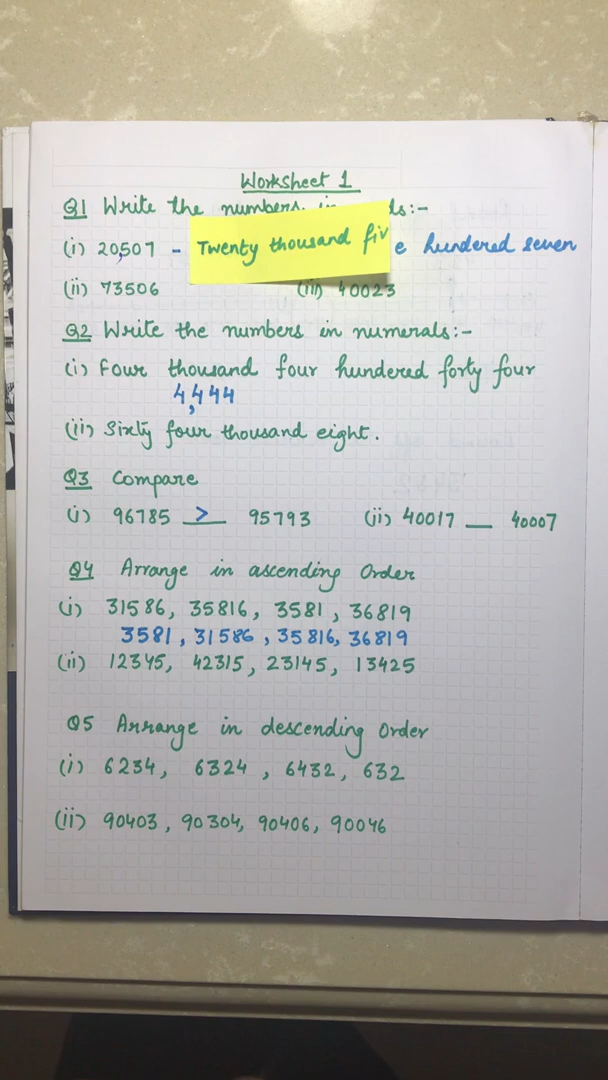 Worksheet 1
Q1 Write the numbers :-
(i) 20,507 - Twenty thousand five hundered seven
(ii) 73506 (iii) 40023
Q2 Write the numbers in numerals:-
(i) Four thousand four hundered forty four
4,444
(ii) Sixty four thousand eight.
Q3 Compare
(i) 96785 > 95793 (ii) 40017 __ 40007
Q4 Arrange in ascending Order
(i) 31586, 35816, 3581, 36819
3581, 31586, 35816, 36819
(ii) 12345, 42315, 23145, 13425
Q5 Arrange in descending Order
(i) 6234, 6324, 6432, 632
(ii) 90403, 90304, 90406, 90046